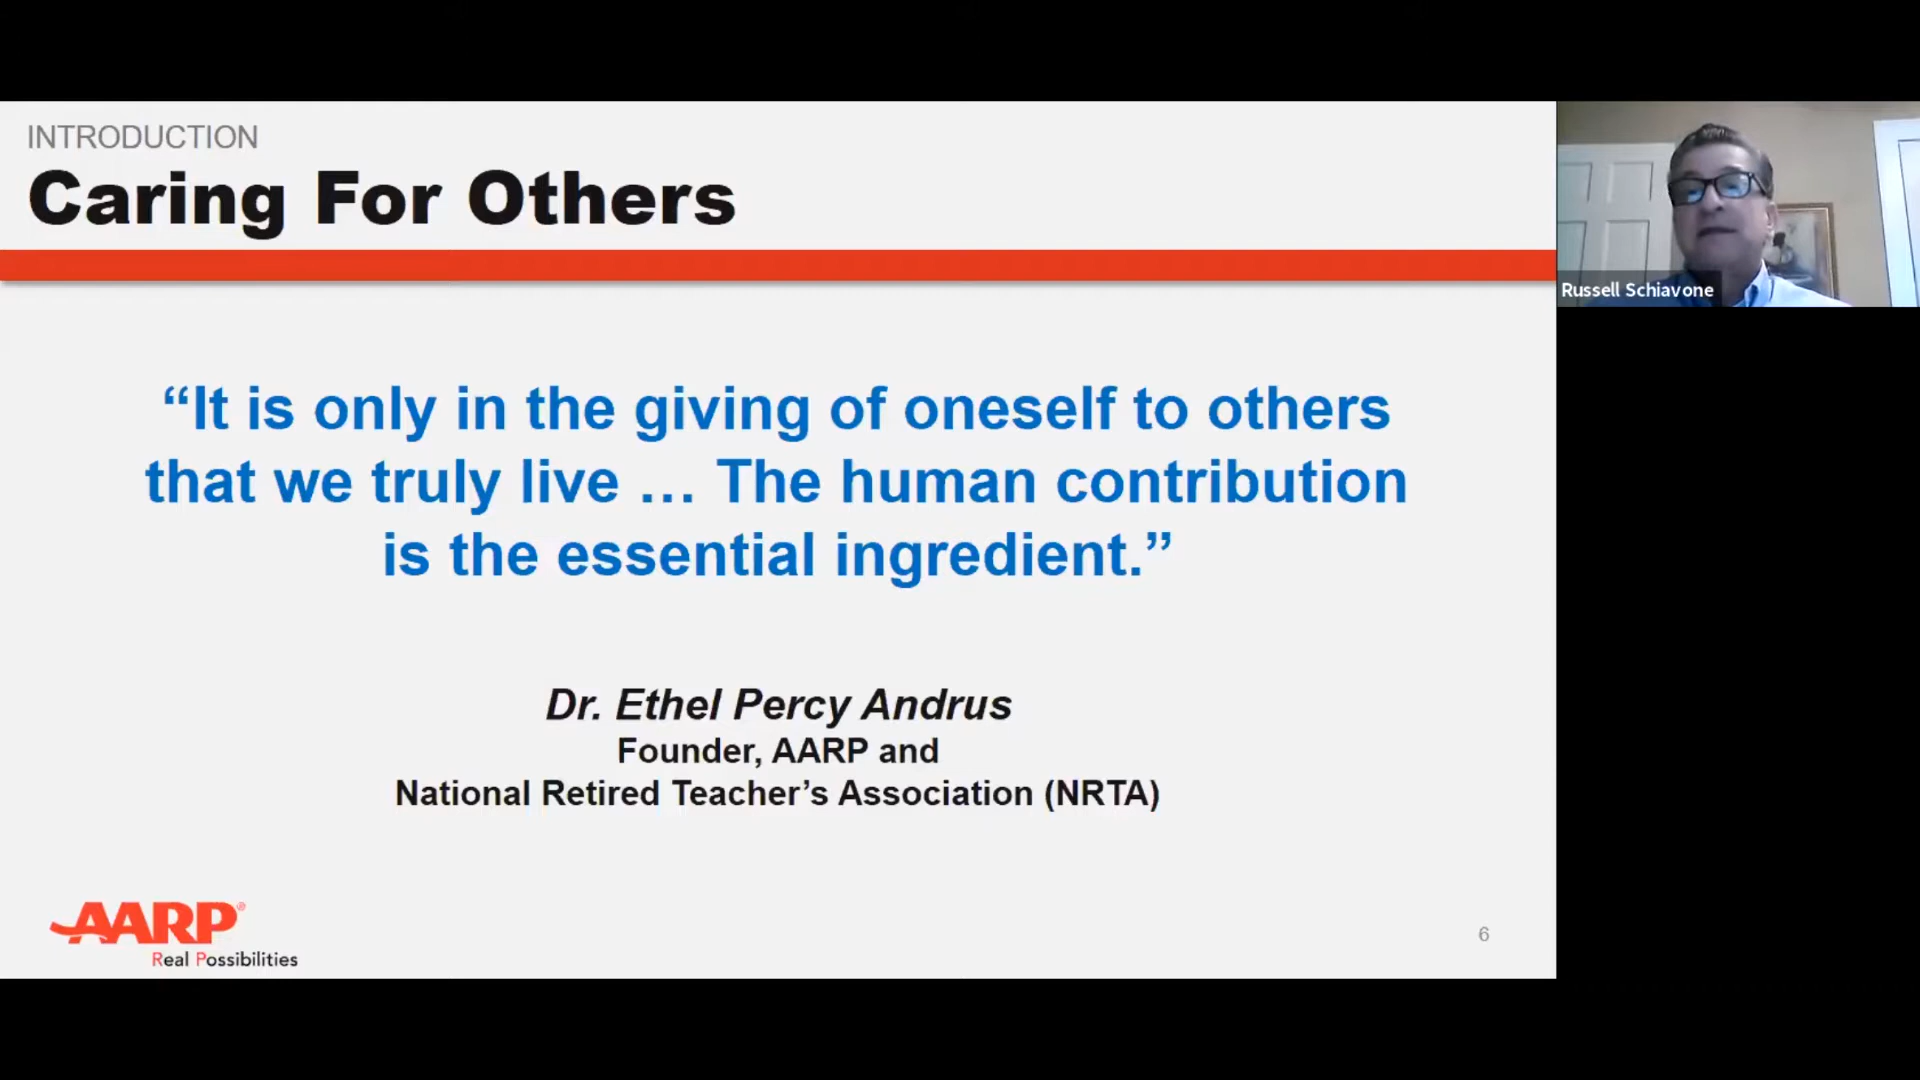 INTRODUCTION
Caring For Others
“It is only in the giving of oneself to others
that we truly live … The human contribution
is the essential ingredient.”
Dr. Ethel Percy Andrus
Founder, AARP and
National Retired Teacher’s Association (NRTA)
AARP®
Real Possibilities
6
Russell Schiavone